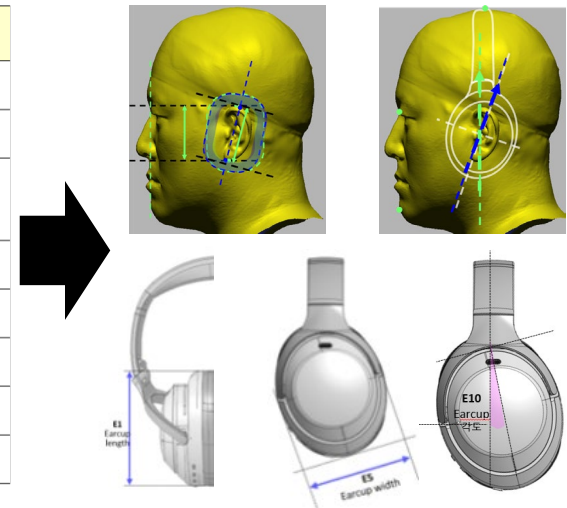 E1
Earcup
length
E5
Earcup width
E10
Earcup
각도